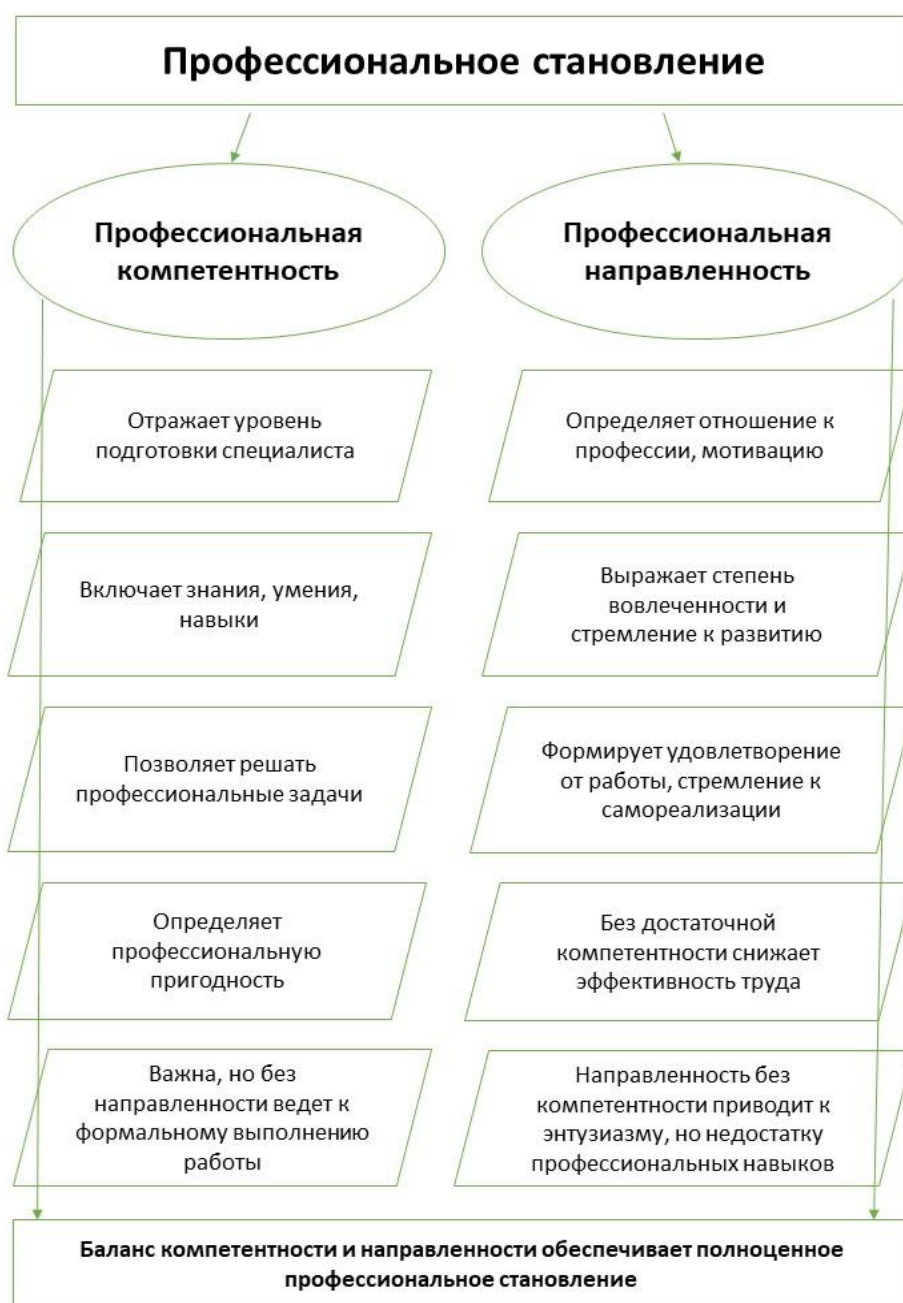 Профессиональное становление
Профессиональная
компетентность
Отражает уровень
подготовки специалиста
Включает знания, умения,
навыки
Позволяет решать
профессиональные задачи
Определяет
профессиональную
пригодность
Важна, но без
направленности ведет к
формальному выполнению
работы
Профессиональная
направленность
Определяет отношение к
профессии, мотивацию
Выражает степень
вовлеченности и
стремление к развитию
Формирует удовлетворение
от работы, стремление к
самореализации
Без достаточной
компетентности снижает
эффективность труда
Направленность без
компетентности приводит к
энтузиазму, но недостатку
профессиональных навыков
Баланс компетентности и направленности обеспечивает полноценное
профессиональное становление